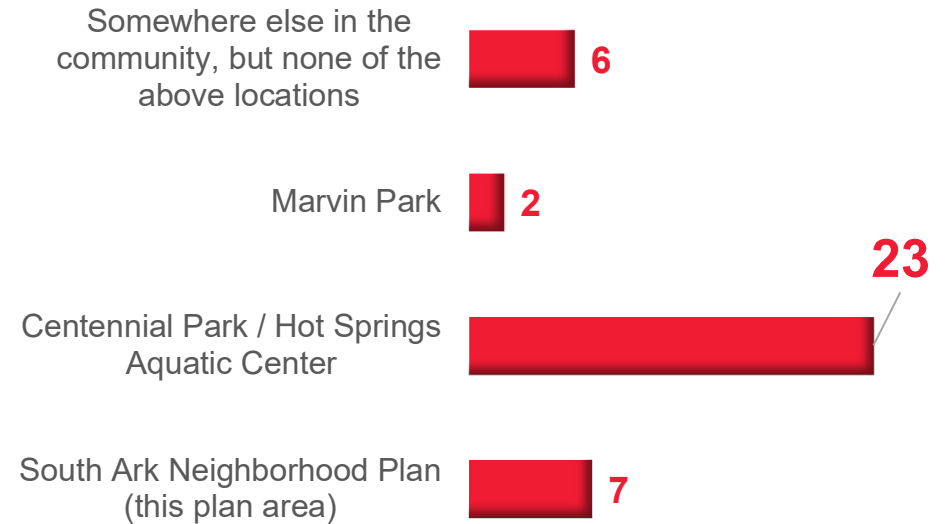 Somewhere else in the
community, but none of the
above locations
6
Marvin Park
2
23
Centennial Park / Hot Springs
Aquatic Center
South Ark Neighborhood Plan
(this plan area)
7